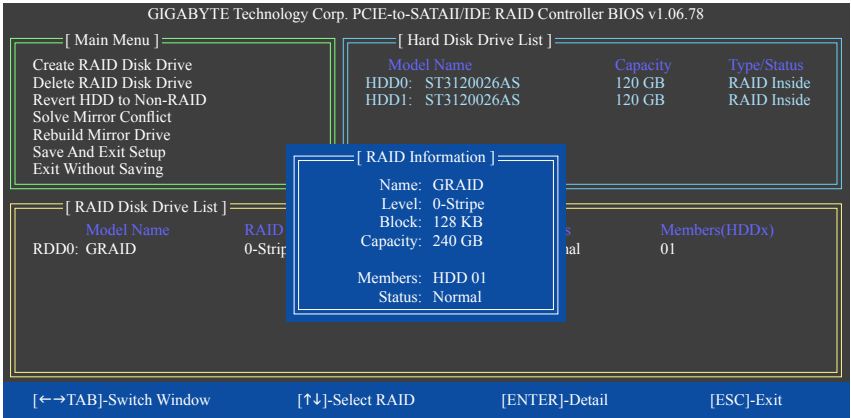 GIGABYTE Technology Corp. PCIE-to-SATAII/IDE RAID Controller BIOS v1.06.78
[ Main Menu ]
Create RAID Disk Drive
Delete RAID Disk Drive
Revert HDD to Non-RAID
Solve Mirror Conflict
Rebuild Mirror Drive
Save And Exit Setup
Exit Without Saving
[ Hard Disk Drive List ]
Model Name Capacity Type/Status
HDD0: ST3120026AS 120 GB RAID Inside
HDD1: ST3120026AS 120 GB RAID Inside
[ RAID Information ]
Name: GRAID
Level: 0-Stripe
Block: 128 KB
Capacity: 240 GB
Members: HDD 01
Status: Normal
[ RAID Disk Drive List ]
Model Name RAID Members(HDDx)
RDD0: GRAID 0-Strip al 01
[←→TAB]-Switch Window [↑↓]-Select RAID [ENTER]-Detail [ESC]-Exit